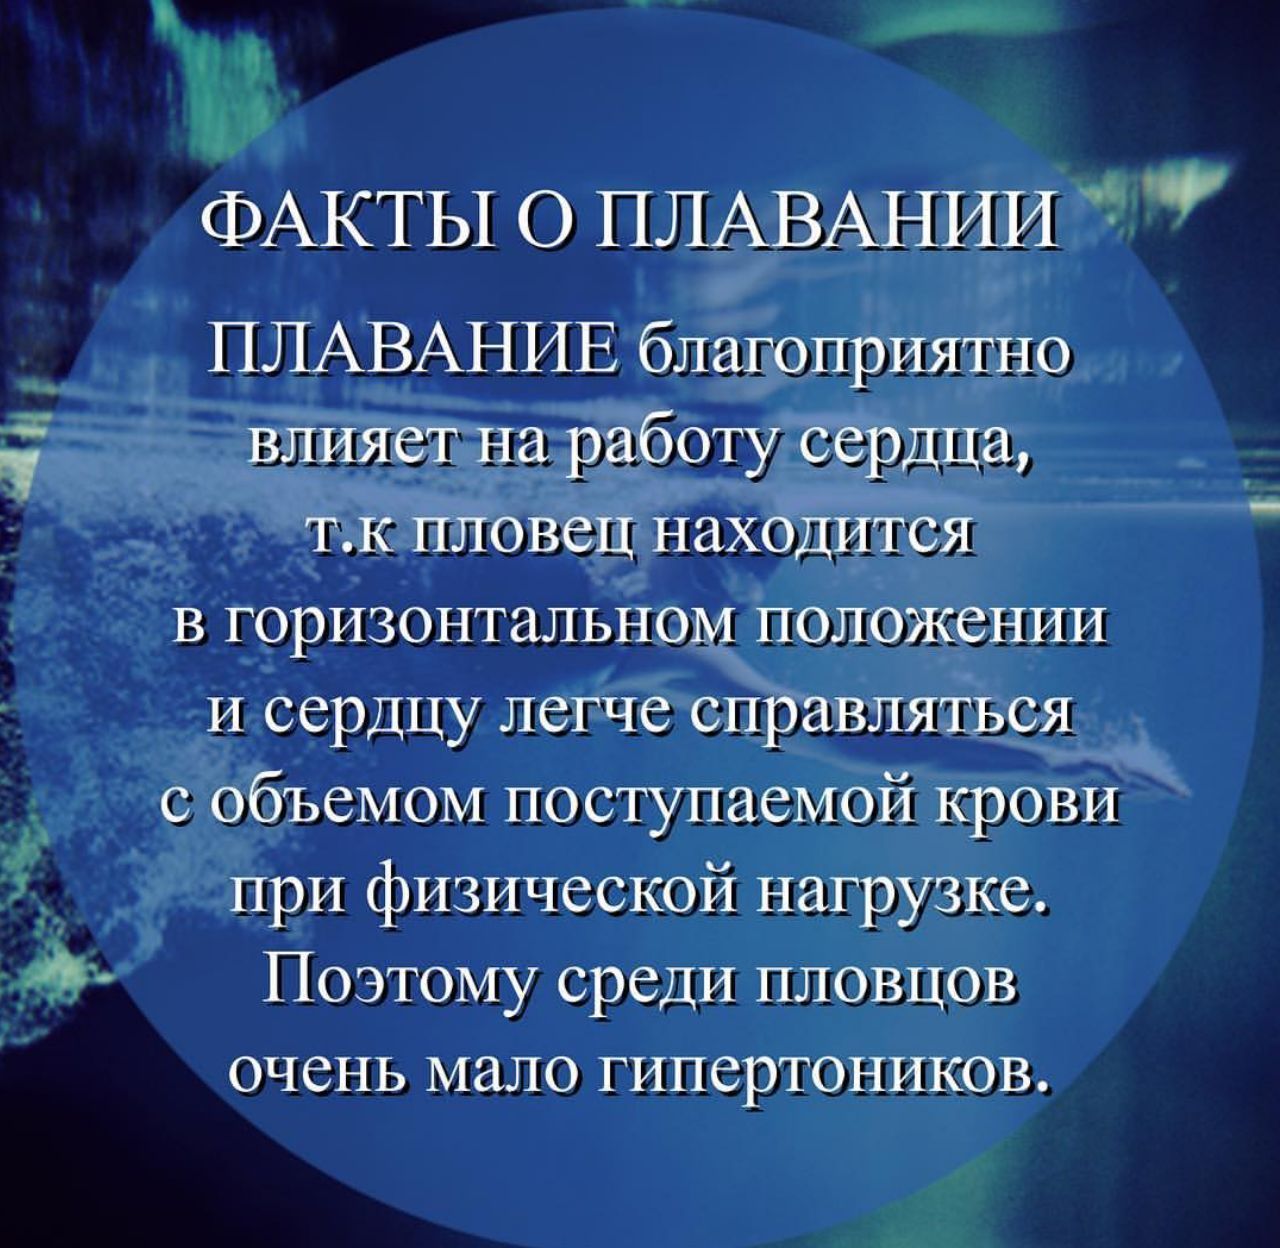 ФАКТЫ О ПЛАВАНИИ
ПЛАВАНИЕ благоприятно
влияет на работу сердца,
т.к пловец находится
в горизонтальном положении
и сердцу легче справляться
с объемом поступаемой крови
при физической нагрузке.
Поэтому среди пловцов
очень мало гипертоников.